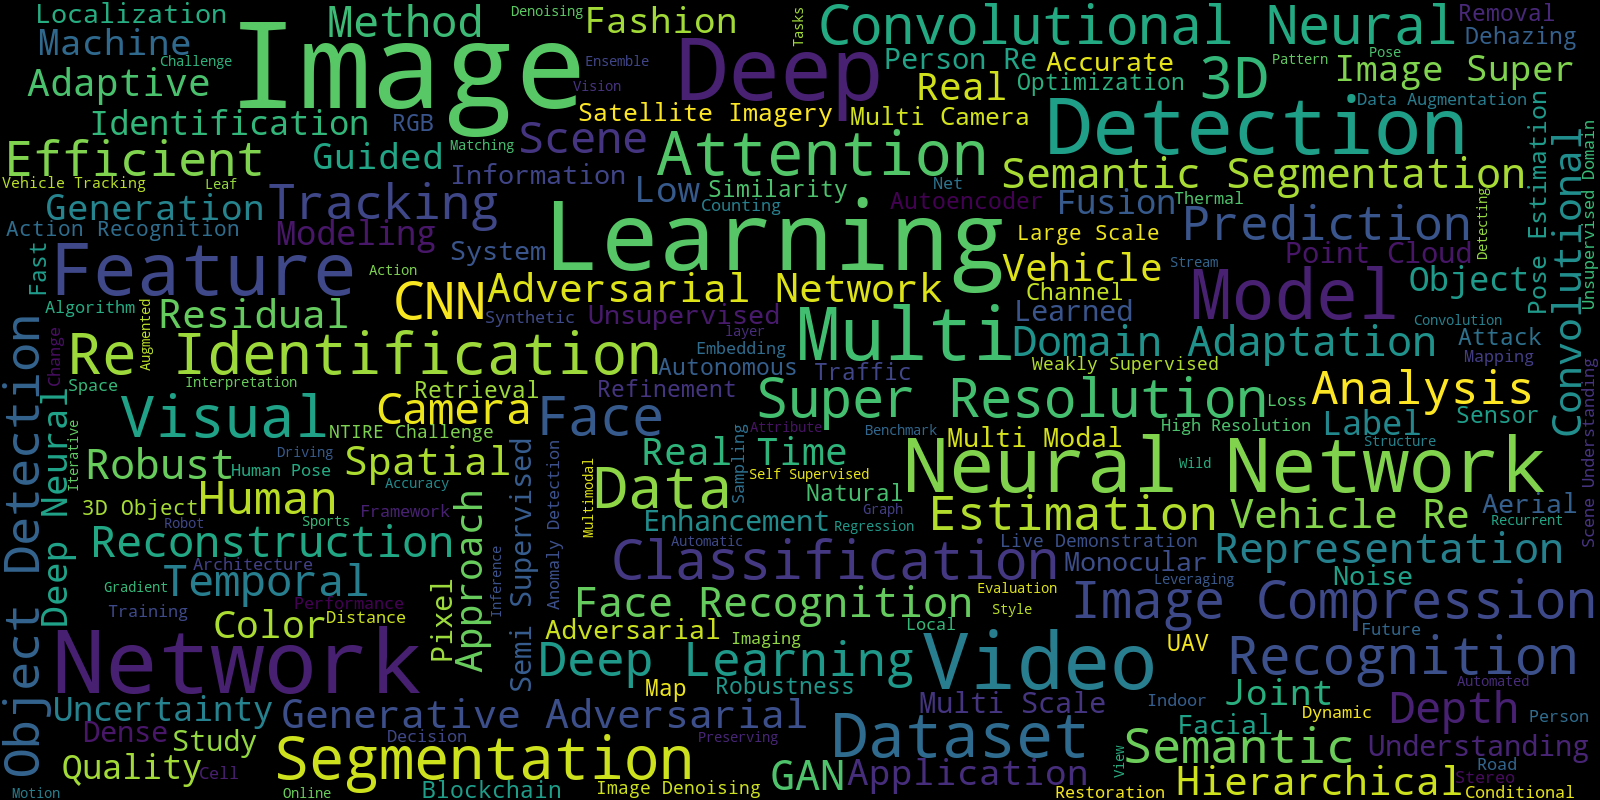 Localization
Method
Denoising
Fashion
Tasks
Convolutional Neural
Removal
Machine
Image
Deep
Dehazing
Challenge
Ensemble
Person Re
Accurate
Pose
Pattern
Image Super
Adaptive
Vision
Real
Optimization
3D
Data Augmentation
Identification
RGB
Satellite Imagery
Multi Camera
Detection
Efficient
Guided
Matching
Scene
Attention
Semantic Segmentation
Pose Estimation
Convolutional
Unsupervised Domain
Vehicle Tracking
Leaf
Information
Low
Similarity
Net
Autoencoder
Fusion
Thermal
Generation
Tracking
Counting
Prediction
Detecting
Action Recognition
Modeling
System
Learning
Large Scale
Point Cloud
Fast
Feature
Action
Vehicle
Stream
Object
CNN
Adversarial Network
Channel
Model
Algorithm
Augmented
Residual
Synthetic
Unsupervised
Multi
Learned
Convolution
Change
Re Identification
layer
Embedding
Domain Adaptation
Attack
Mapping
Autonomous
Traffic
Weakly Supervised
Space
Interpretation
Retrieval
Refinement
Super Resolution
Loss
Analysis
Scene Understanding
Object Detection
Deep Neural
Visual
Camera
Face
Label
Sensor
NTIRE Challenge
Attribute
Benchmark
Multi Modal
High Resolution
Structure
Iterative
Robust
Driving
Spatial
Real Time
Sampling
Neural Network
Wild
Human Pose
Accuracy
Self Supervised
Multimodal
Data
Natural
3D Object
Human
Graph
Estimation
Vehicle Re
Aerial
Robot
Sports
Framework
Approach
Semi Supervised
Anomaly Detection
Enhancement
Regression
Recurrent
Reconstruction
Automatic
Classification
Live Demonstration
Monocular
Representation
Architecture
Inference
Gradient
Temporal
Evaluation
Leveraging
Noise
Training
Performance
Pixel
Face Recognition
Style
Image Compression
Color
Distance
Adversarial
Imaging
Local
UAV
Future
Network
Deep Learning
Video
Recognition
Map
Robustness
Automated
Uncertainty
Generative Adversarial
Multi Scale
Indoor
Joint
Dynamic
Depth
Person
Dense
Study
Decision
Preserving
Dataset
Facial
Semantic
Understanding
Quality
Cell
Segmentation
GAN
Application
View
Road
Stereo
Hierarchical
Motion
Online
Blockchain
Image Denoising
Restoration
Conditional